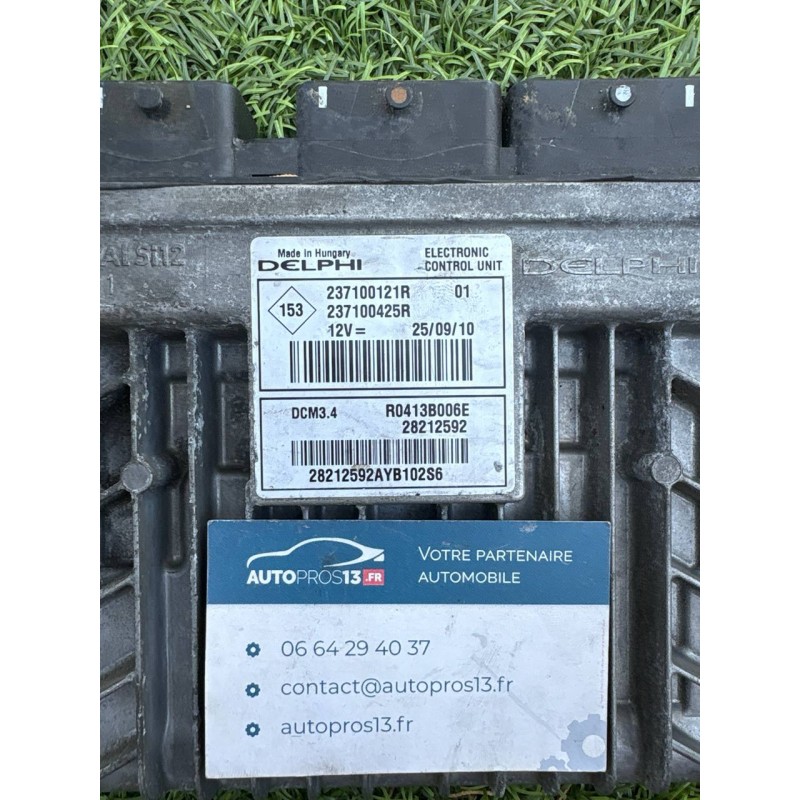 DELPHI
Made in Hungary
DELPHI
ELECTRONIC
CONTROL UNIT
153
237100121R 01
237100425R
12V= 25/09/10
DCM3.4 R0413B006E
28212592
28212592AYB102S6
AUTOPROS13.FR
VOTRE PARTENAIRE
AUTOMOBILE
06 64 29 40 37
contact@autopros13.fr
autopros13.fr